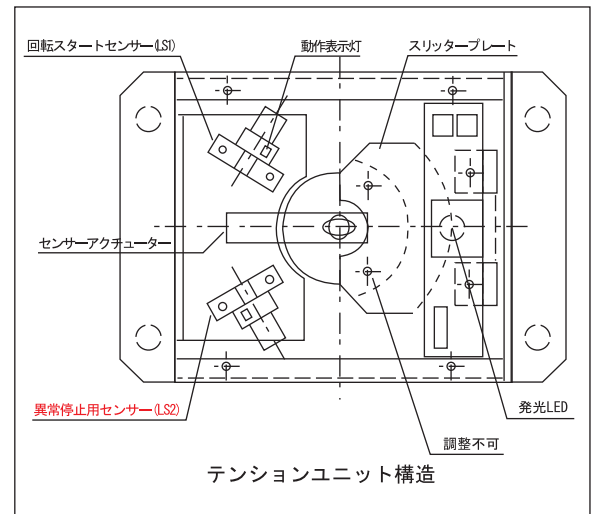 回転スタートセンサー(LS1)
動作表示灯
スリッタープレート
センサーアクチューター
異常停止用センサー(LS2)
発光LED
調整不可
テンションユニット構造